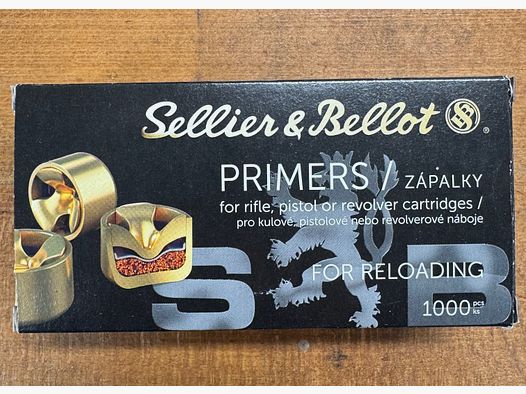 Sellier & Bellot SB ®
PRIMERS / ZÁPALKY
for rifle, pistol or revolver cartridges /
pro kulové, pistolové nebo revolverové náboje
S B
FOR RELOADING
1000 pcs
ks